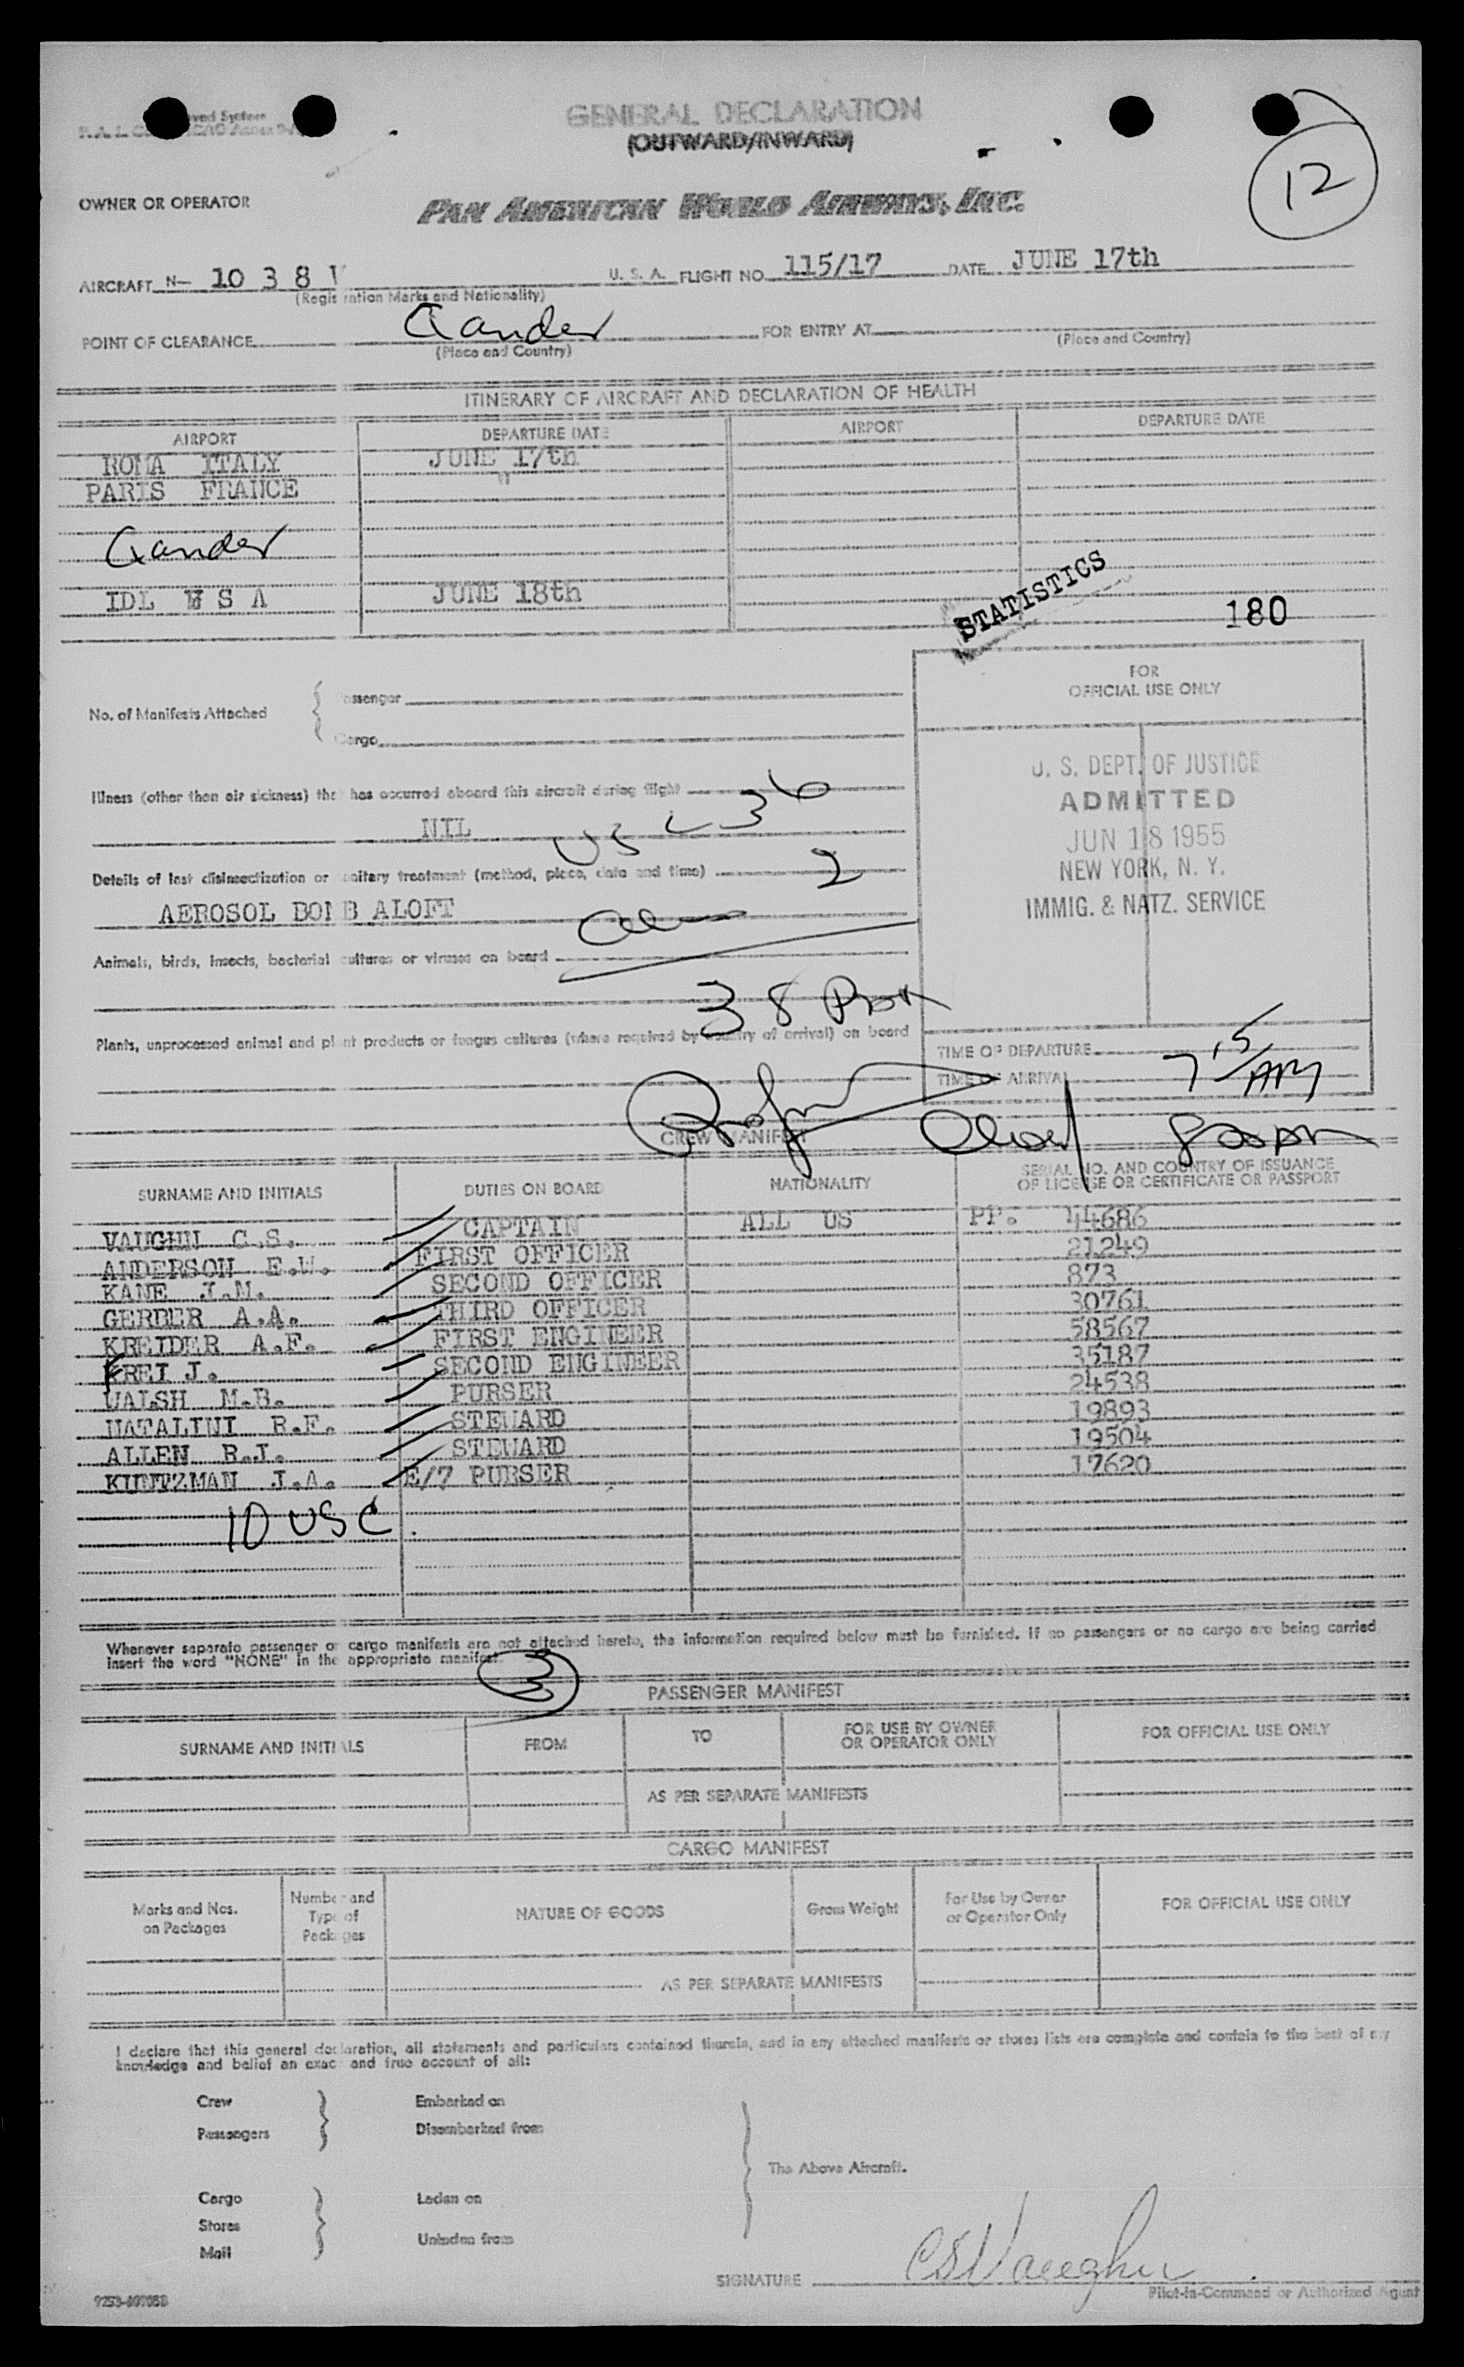 GENERAL DECLARATION
(OUTWARD/INWARD)
12
OWNER OR OPERATOR PAN AMERICAN WORLD AIRWAYS, INC.
AIRCRAFT N- 10 3 8 V U. S. A. FLIGHT NO. 115/17 DATE JUNE 17th
(Registration Marks and Nationality)
POINT OF CLEARANCE Gander FOR ENTRY AT
(Place and Country) (Place and Country)
ITINERARY OF AIRCRAFT AND DECLARATION OF HEALTH
AIRPORT DEPARTURE DATE AIRPORT DEPARTURE DATE
ROMA ITALY JUNE 17th
PARIS FRANCE "
Gander
IDL U S A JUNE 18th
STATISTICS
180
No. of Manifests Attached { Passenger
Cargo
FOR
OFFICIAL USE ONLY
U. S. DEPT. OF JUSTICE
ADMITTED
JUN 18 1955
NEW YORK, N. Y.
IMMIG. & NATZ. SERVICE
Illness (other than air sickness) that has occurred aboard this aircraft during flight
NIL
USC 36
Details of last disinsectization or sanitary treatment (method, place, date and time) 2
AEROSOL BOMB ALOFT
Animals, birds, insects, bacterial cultures or viruses on board
38
Plants, unprocessed animal and plant products or fungus cultures (where required by country of arrival) on board
TIME OF DEPARTURE
TIME OF ARRIVAL 7 15 AM
CREW MANIFEST
SURNAME AND INITIALS DUTIES ON BOARD NATIONALITY SERIAL NO. AND COUNTRY OF ISSUANCE
OF LICENSE OR CERTIFICATE OR PASSPORT
VAUGHN C.S. CAPTAIN ALL US PP. 44686
ANDERSON E.W. FIRST OFFICER 21249
KANE J.M. SECOND OFFICER 873
GERBER A.A. THIRD OFFICER 30761
KREIDER A.F. FIRST ENGINEER 58567
FREI J. SECOND ENGINEER 35187
WALSH M.B. PURSER 24538
NATALINI R.F. STEWARD 19893
ALLEN R.J. STEWARD 19504
KUNTZMAN J.A. E/7 PURSER 17620
10 USC.
Whenever separate passenger or cargo manifests are not attached hereto, the information required below must be furnished. If no passengers or no cargo are being carried
insert the word "NONE" in the appropriate manifest.
3
PASSENGER MANIFEST
SURNAME AND INITIALS FROM TO FOR USE BY OWNER
OR OPERATOR ONLY FOR OFFICIAL USE ONLY
AS PER SEPARATE MANIFESTS
CARGO MANIFEST
Marks and Nos.
on Packages Number and
Type of
Packages NATURE OF GOODS Gross Weight For Use by Owner
or Operator Only FOR OFFICIAL USE ONLY
AS PER SEPARATE MANIFESTS
I declare that this general declaration, all statements and particulars contained therein, and in any attached manifests or stores lists are complete and contain to the best of my
knowledge and belief an exact and true account of all:
Crew Embarked on
Passengers Disembarked from
The Above Aircraft.
Cargo Laden on
Stores
Mail Unladen from
SIGNATURE CS Vaughn
Pilot-in-Command or Authorized Agent